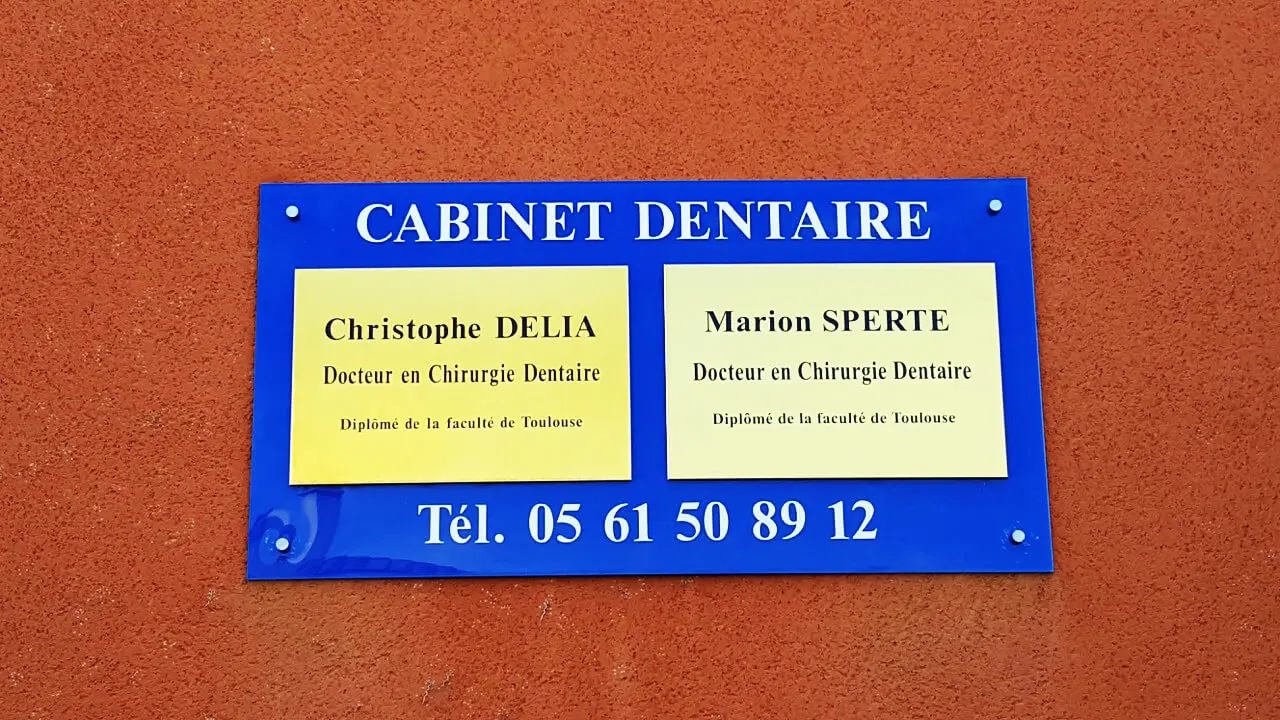 CABINET DENTAIRE
Christophe DELIA
Docteur en Chirurgie Dentaire
Diplômé de la faculté de Toulouse
Marion SPERTE
Docteur en Chirurgie Dentaire
Diplômé de la faculté de Toulouse
Tél. 05 61 50 89 12